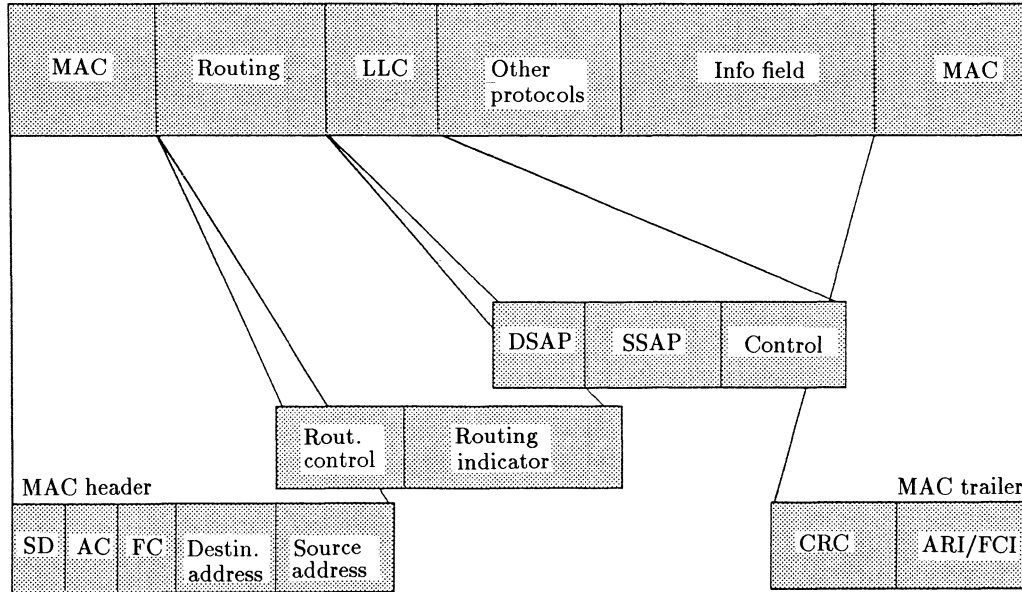 MAC
Routing
LLC
Other
protocols
Info field
MAC
DSAP
SSAP
Control
Rout.
control
Routing
indicator
MAC header
MAC trailer
SD
AC
FC
Destin.
address
Source
address
CRC
ARI/FCI